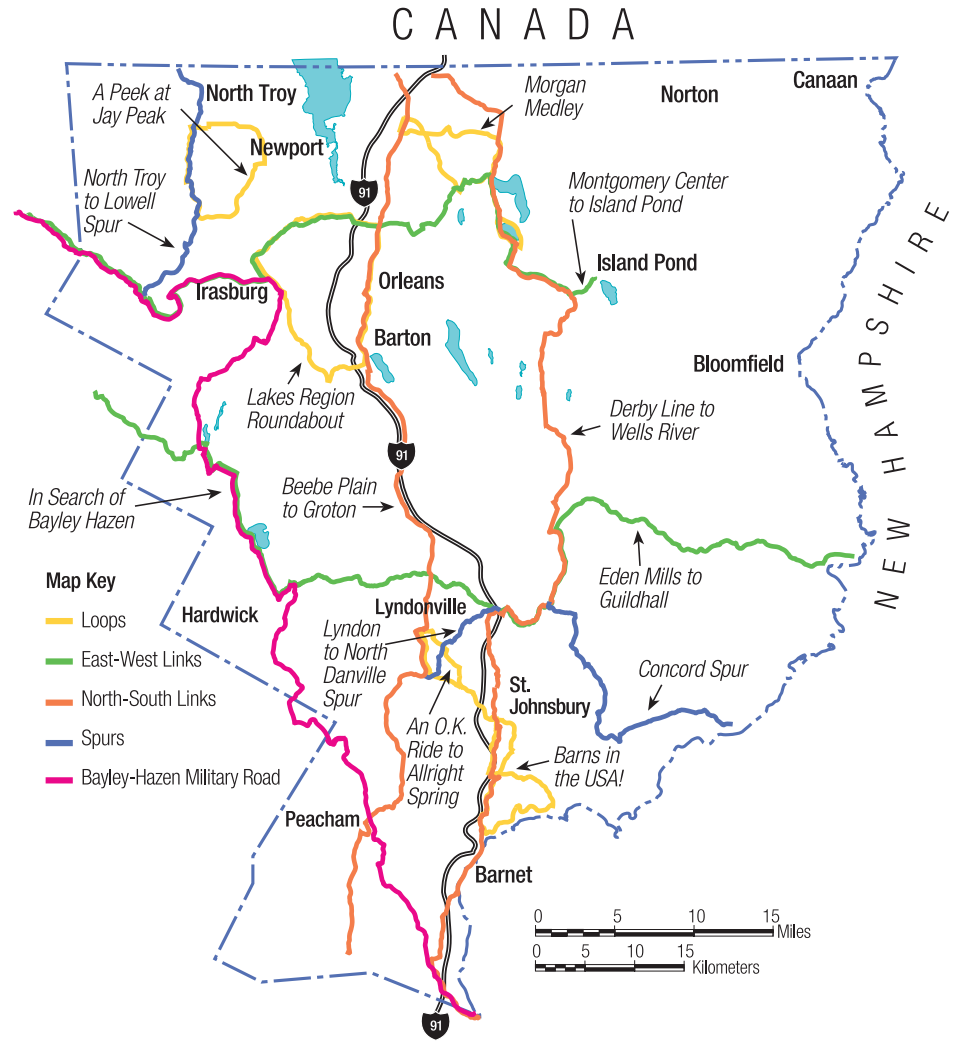 CANADA
North Troy
A Peek at
Jay Peak
Newport
Morgan
Medley
Norton
Canaan
North Troy
to Lowell
Spur
91
Montgomery Center
to Island Pond
NEW HAMPSHIRE
Island Pond
Irasburg
Orleans
Barton
Bloomfield
Lakes Region
Roundabout
Derby Line to
Wells River
91
In Search of
Bayley Hazen
Beebe Plain
to Groton
Eden Mills to
Guildhall
Map Key
Loops
East-West Links
North-South Links
Spurs
Bayley-Hazen Military Road
Hardwick
Lyndonville
Lyndon
to North
Danville
Spur
St.
Johnsbury
Concord Spur
An O.K.
Ride to
Allright
Spring
Barns in
the USA!
Peacham
Barnet
0 5 10 15
Miles
0 5 10 15
Kilometers
91